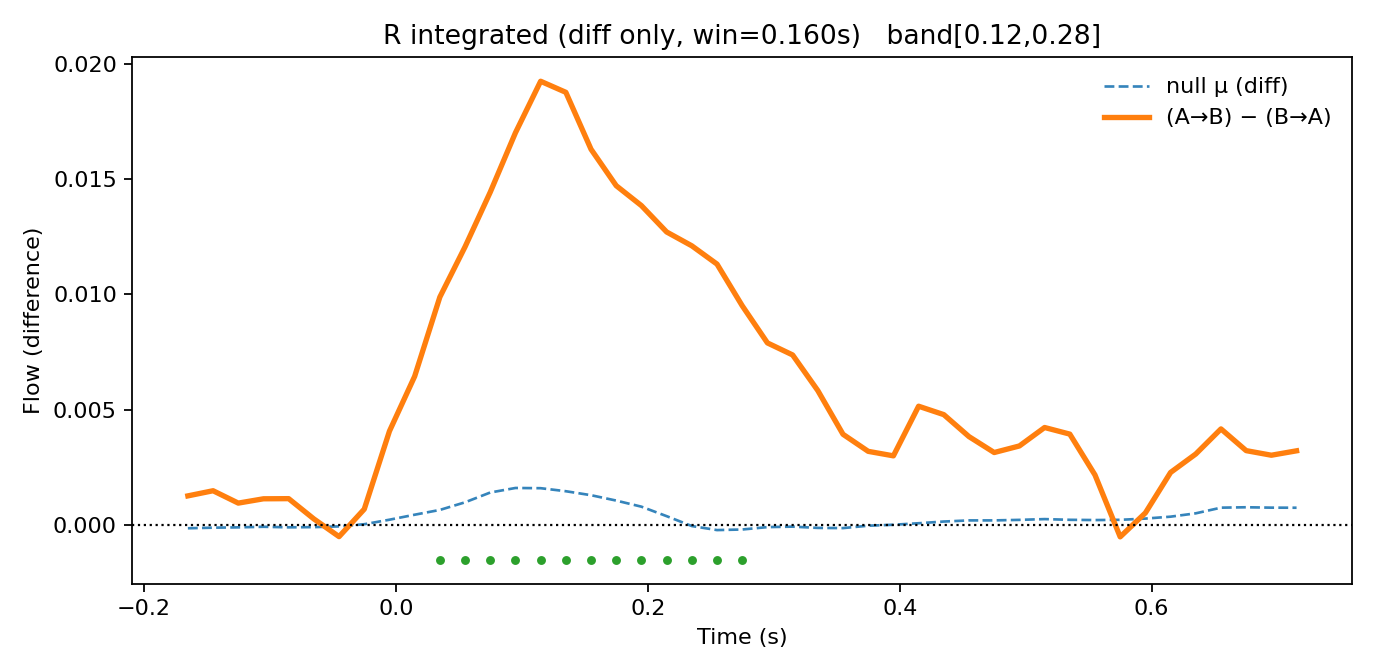 R integrated (diff only, win=0.160s)   band[0.12,0.28]
null μ (diff)
(A→B) − (B→A)
Flow (difference)
0.020
0.015
0.010
0.005
0.000
−0.2
0.0
0.2
0.4
0.6
Time (s)